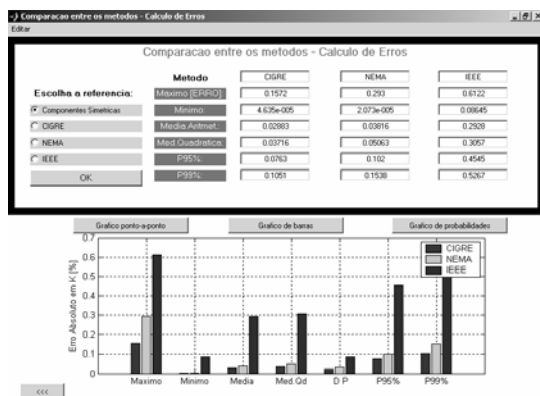 Comparacao entre os metodos - Calculo de Erros
Editar
Comparacao entre os metodos - Calculo de Erros
Metodo CIGRE NEMA IEEE
Escolha a referencia: Maximo [ERRO]: 0.1572 0.293 0.6122
Componentes Simetricas Minimo: 4.635e-005 2.073e-005 0.08645
CIGRE Media Aritmet.: 0.02883 0.03816 0.2928
NEMA Med.Quadratica: 0.03716 0.05063 0.3057
IEEE P95%: 0.0763 0.102 0.4545
OK P99%: 0.1051 0.1538 0.5267
Grafico ponto-a-ponto Grafico de barras Grafico de probabilidades
Erro Absoluto em K [%]
0.7
0.6
0.5
0.4
0.3
0.2
0.1
0
CIGRE
NEMA
IEEE
Maximo Minimo Media Med.Qd D P P95% P99%
<<<